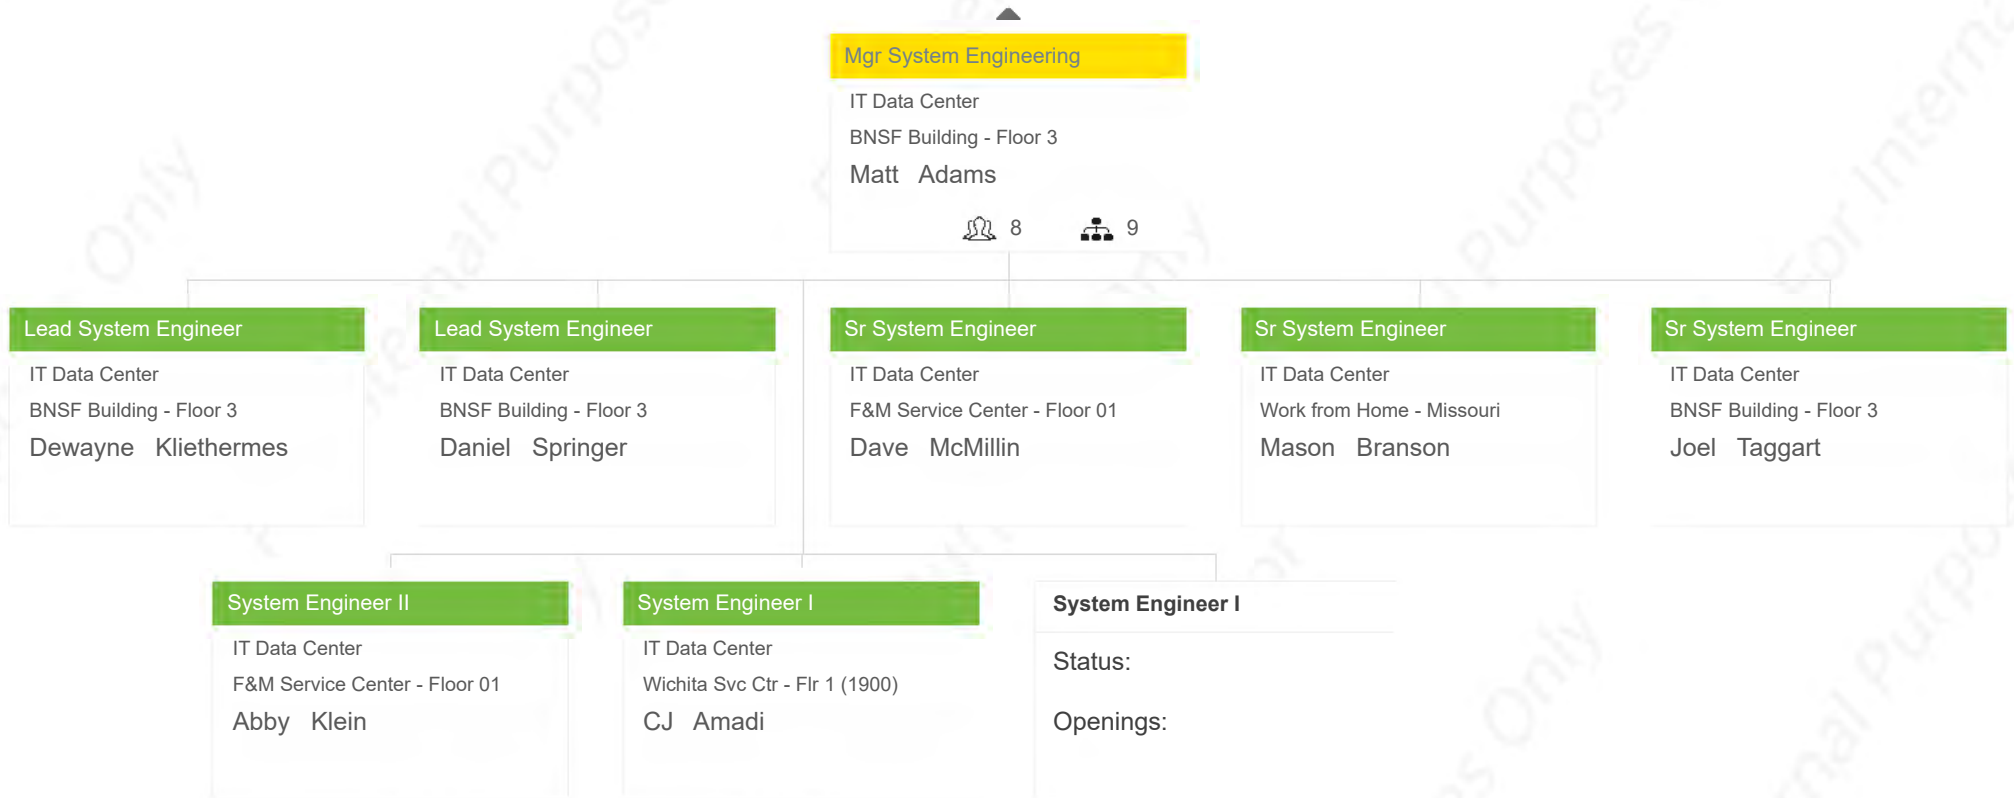 Mgr System Engineering
IT Data Center
BNSF Building - Floor 3
Matt Adams
8 9
Lead System Engineer
IT Data Center
BNSF Building - Floor 3
Dewayne Kliethermes
Lead System Engineer
IT Data Center
BNSF Building - Floor 3
Daniel Springer
Sr System Engineer
IT Data Center
F&M Service Center - Floor 01
Dave McMillin
Sr System Engineer
IT Data Center
Work from Home - Missouri
Mason Branson
Sr System Engineer
IT Data Center
BNSF Building - Floor 3
Joel Taggart
System Engineer II
IT Data Center
F&M Service Center - Floor 01
Abby Klein
System Engineer I
IT Data Center
Wichita Svc Ctr - Flr 1 (1900)
CJ Amadi
System Engineer I
Status:
Openings: